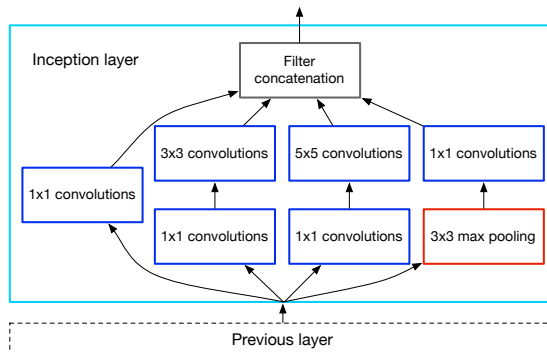 Inception layer
Filter
concatenation
3x3 convolutions
5x5 convolutions
1x1 convolutions
1x1 convolutions
1x1 convolutions
1x1 convolutions
3x3 max pooling
Previous layer